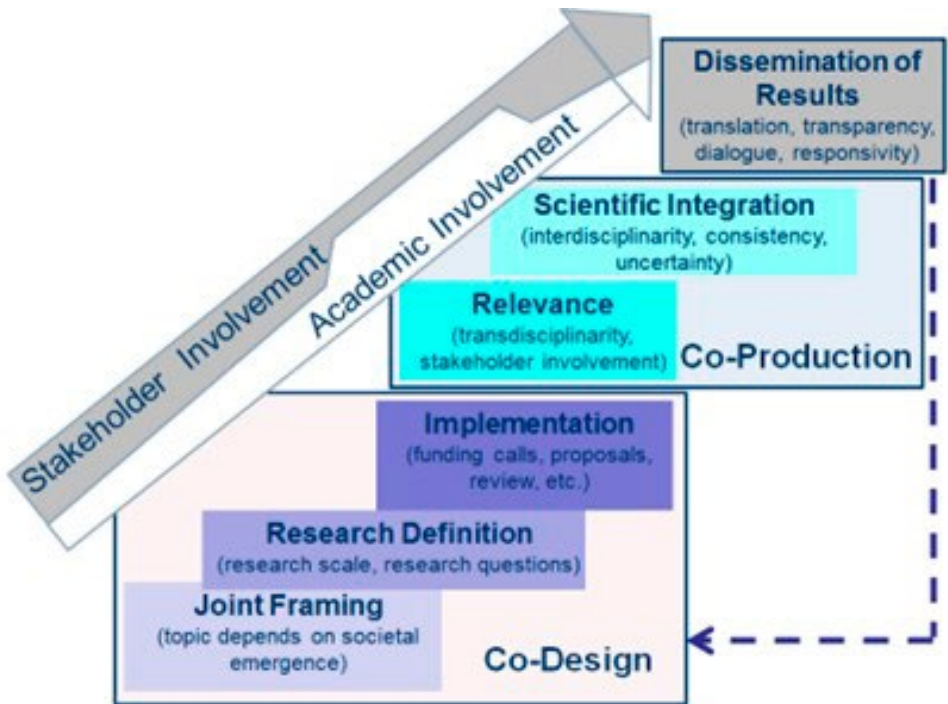 Dissemination of
Results
(translation, transparency,
dialogue, responsivity)
Stakeholder Involvement
Academic Involvement
Scientific Integration
(interdisciplinarity, consistency,
uncertainty)
Relevance
(transdisciplinarity,
stakeholder involvement)
Co-Production
Implementation
(funding calls, proposals,
review, etc.)
Research Definition
(research scale, research questions)
Joint Framing
(topic depends on societal
emergence)
Co-Design